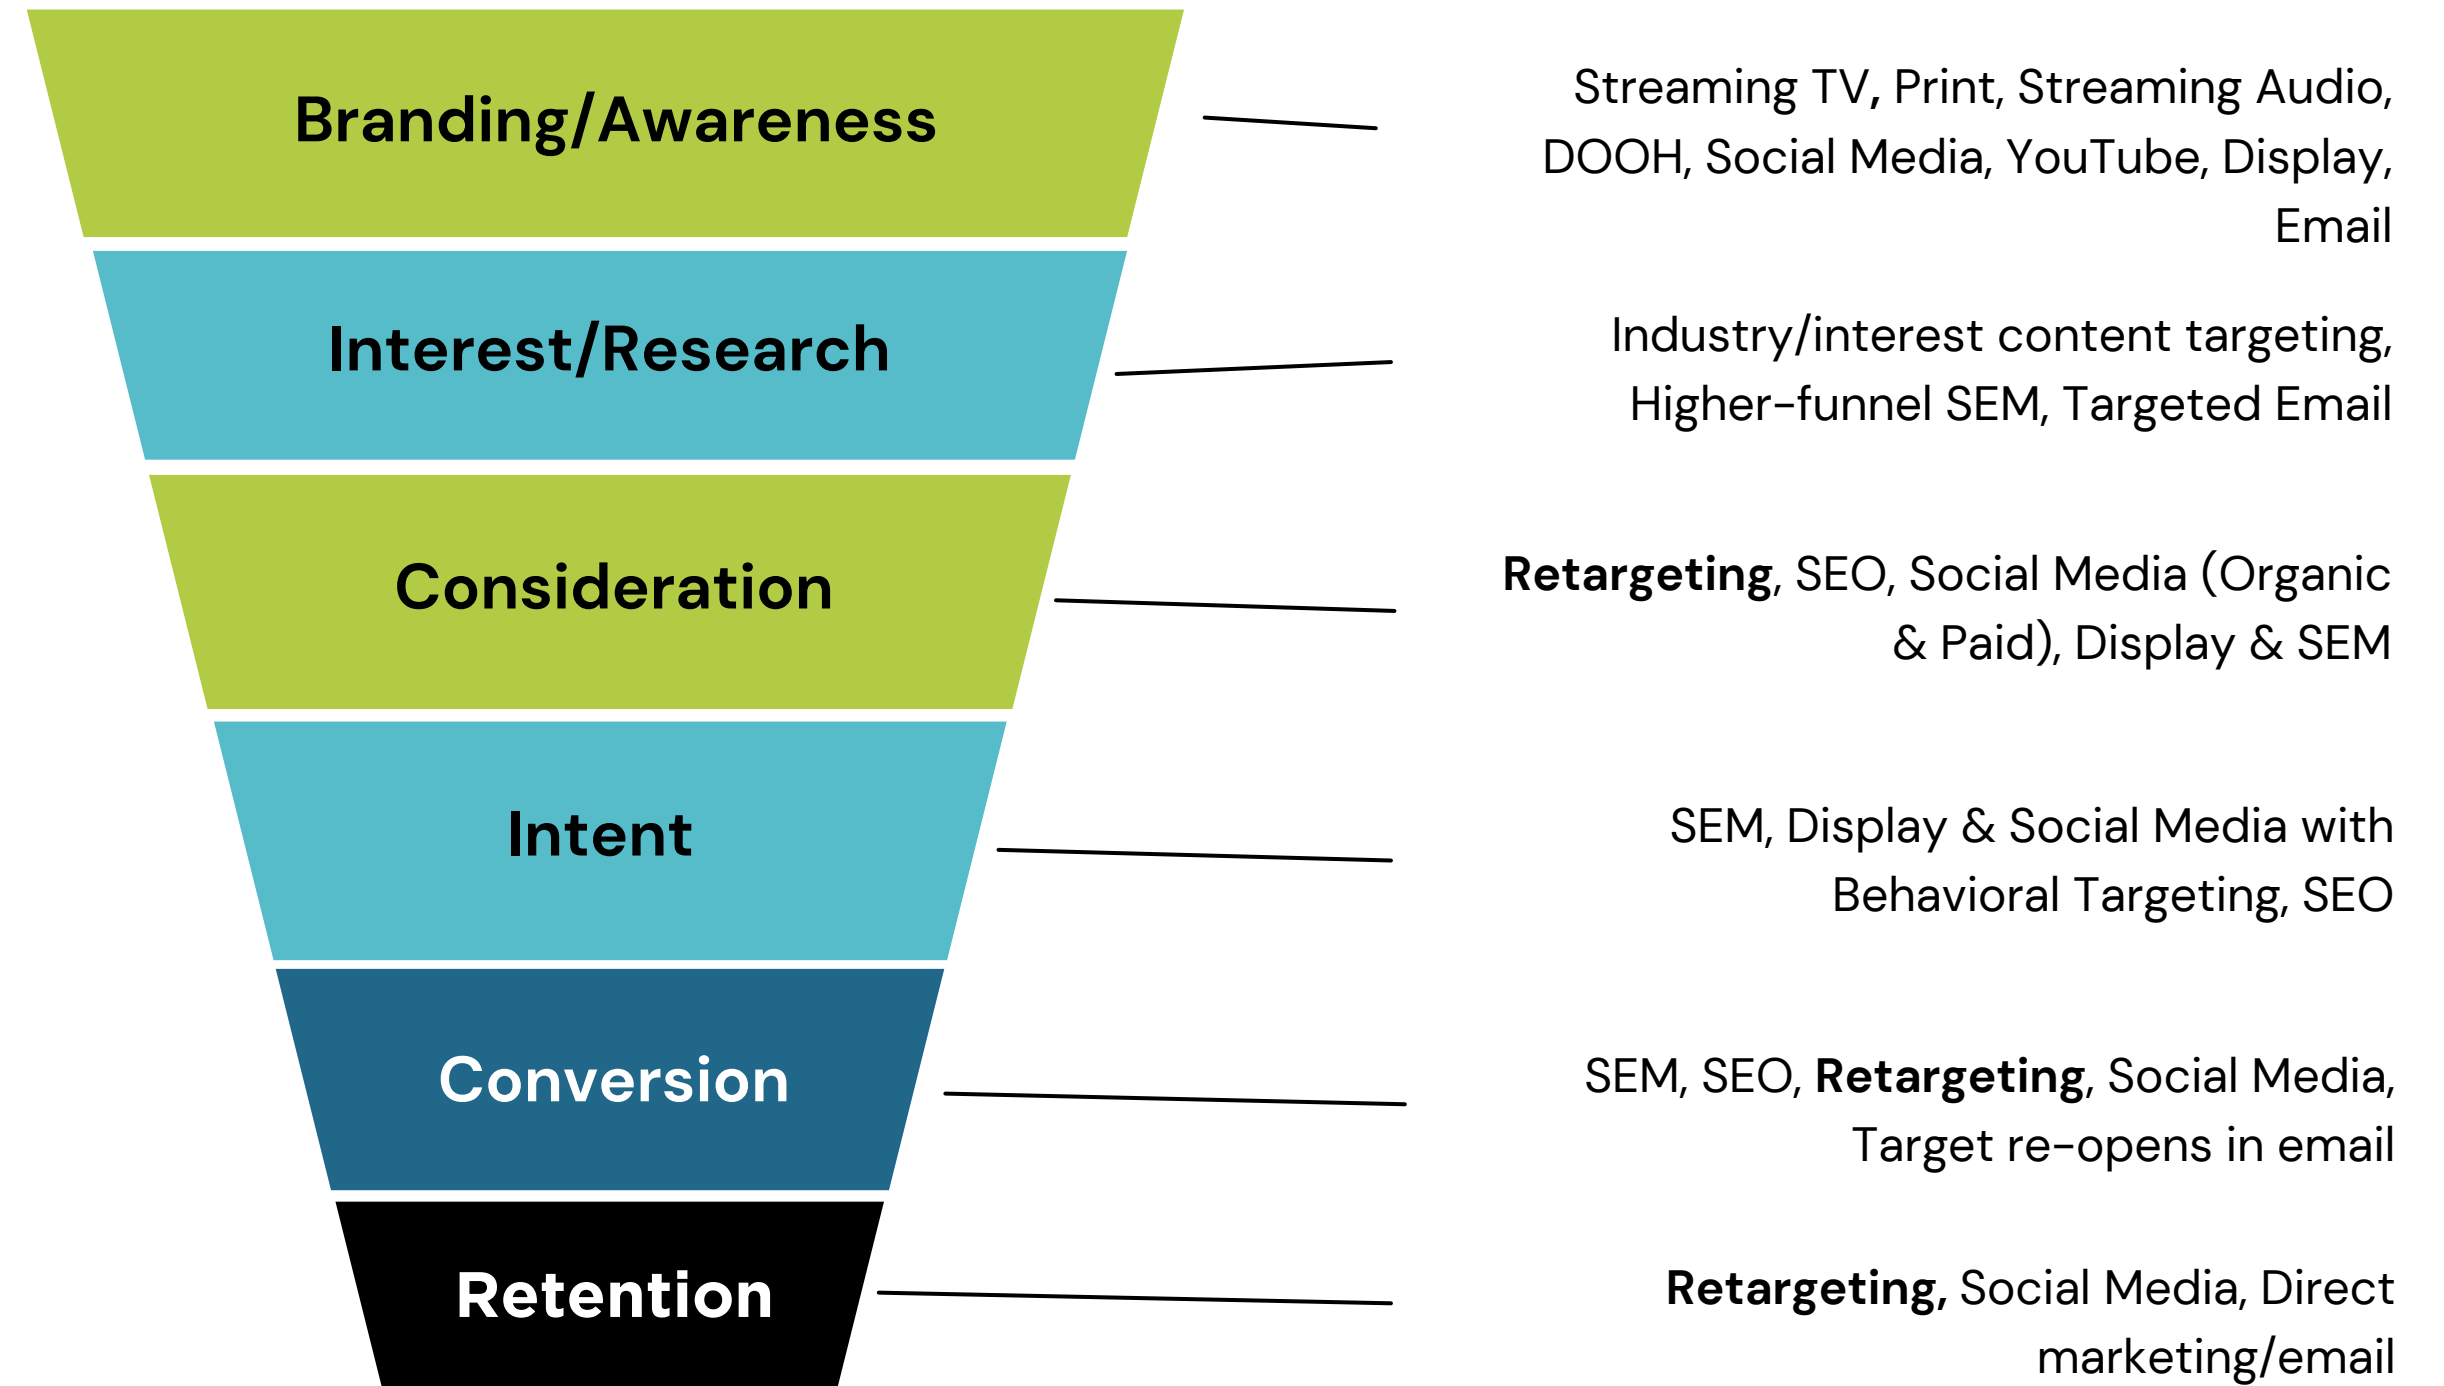 Branding/Awareness
Streaming TV, Print, Streaming Audio,
DOOH, Social Media, YouTube, Display,
Email
Interest/Research
Industry/interest content targeting,
Higher-funnel SEM, Targeted Email
Consideration
Retargeting, SEO, Social Media (Organic
& Paid), Display & SEM
Intent
SEM, Display & Social Media with
Behavioral Targeting, SEO
Conversion
SEM, SEO, Retargeting, Social Media,
Target re-opens in email
Retention
Retargeting, Social Media, Direct
marketing/email